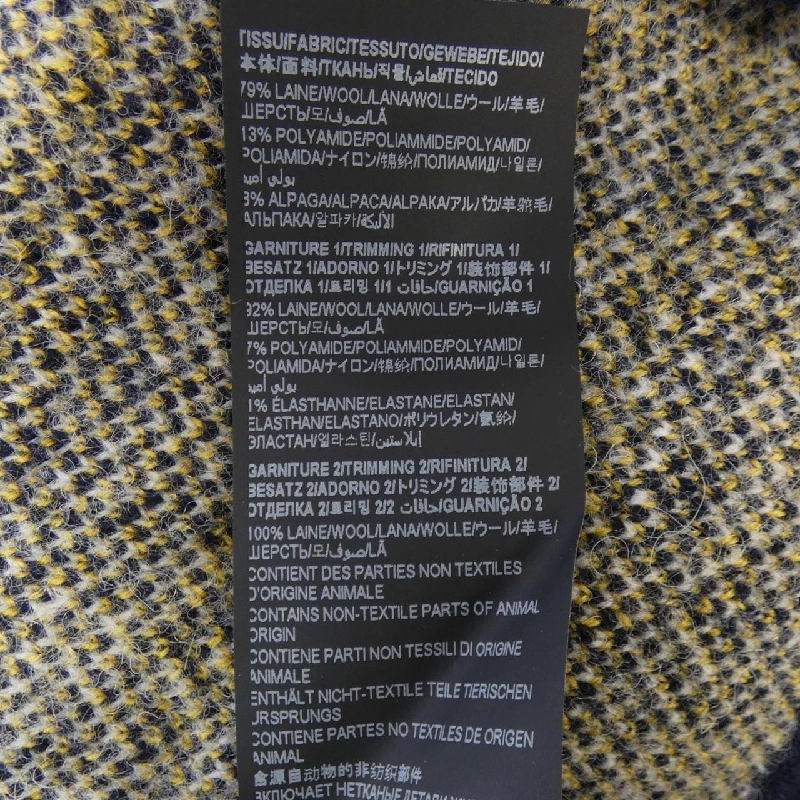 TISSU/FABRIC/TESSUTO/GEWEBE/TEJIDO/
本体/面料/ТКАНЬ/직물/قماش/TECIDO
79% LAINE/WOOL/LANA/WOLLE/ウール/羊毛/
ШЕРСТЬ/모/صوف/LÃ
13% POLYAMIDE/POLIAMMIDE/POLYAMID/
POLIAMIDA/ナイロン/锦纶/ПОЛИАМИД/나일론/
بولي أميد
8% ALPAGA/ALPACA/ALPAKA/アルパカ/羊驼毛/
АЛЬПАКА/알파카/الألبكة
GARNITURE 1/TRIMMING 1/RIFINITURA 1/
BESATZ 1/ADORNO 1/トリミング 1/装饰部件 1/
ОТДЕЛКА 1/트리밍 1/1 حافات/GUARNIÇÃO 1
92% LAINE/WOOL/LANA/WOLLE/ウール/羊毛/
ШЕРСТЬ/모/صوف/LÃ
7% POLYAMIDE/POLIAMMIDE/POLYAMID/
POLIAMIDA/ナイロン/锦纶/ПОЛИАМИД/나일론/
بولي أميد
1% ÉLASTHANNE/ELASTANE/ELASTAN/
ELASTHAN/ELASTANO/ポリウレタン/氨纶/
ЭЛАСТАН/엘라스틴/إيلاستين
GARNITURE 2/TRIMMING 2/RIFINITURA 2/
BESATZ 2/ADORNO 2/トリミング 2/装饰部件 2/
ОТДЕЛКА 2/트리밍 2/2 حافات/GUARNIÇÃO 2
100% LAINE/WOOL/LANA/WOLLE/ウール/羊毛/
ШЕРСТЬ/모/صوف/LÃ
CONTIENT DES PARTIES NON TEXTILES
D'ORIGINE ANIMALE
CONTAINS NON-TEXTILE PARTS OF ANIMAL
ORIGIN
CONTIENE PARTI NON TESSILI DI ORIGINE
ANIMALE
ENTHÄLT NICHT-TEXTILE TEILE TIERISCHEN
URSPRUNGS
CONTIENE PARTES NO TEXTILES DE ORIGEN
ANIMAL
含源自动物的非纺织部件
ВКЛЮЧАЕТ НЕТКАНЫЕ ДЕТАЛИ